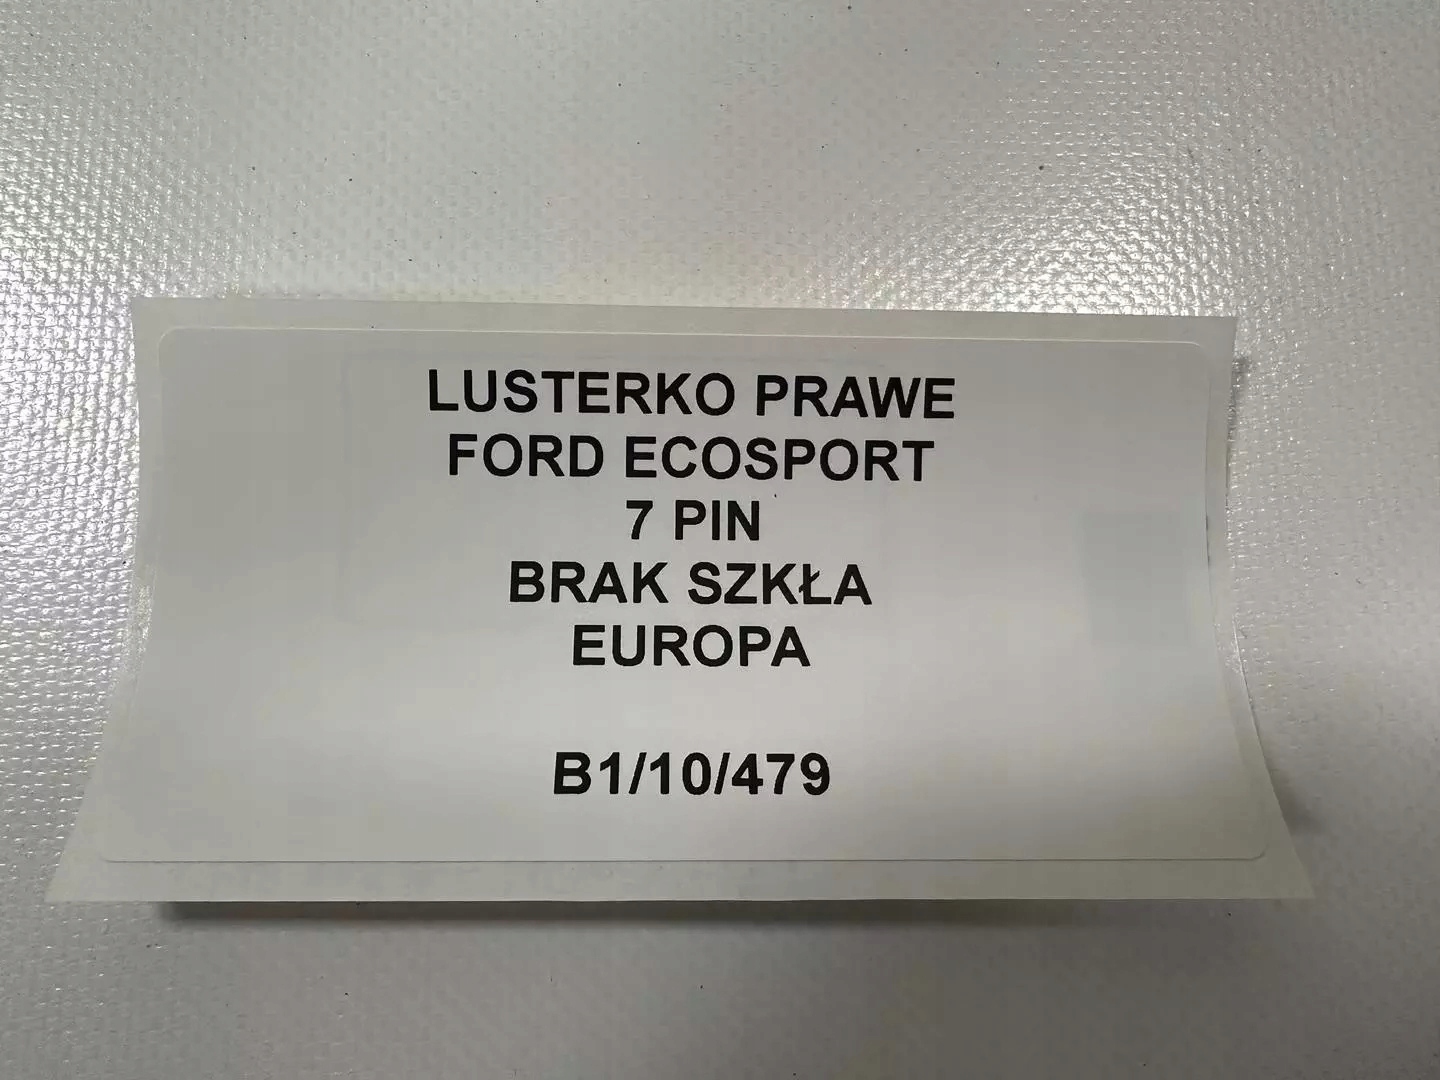 LUSTERKO PRAWE
FORD ECOSPORT
7 PIN
BRAK SZKŁA
EUROPA
B1/10/479